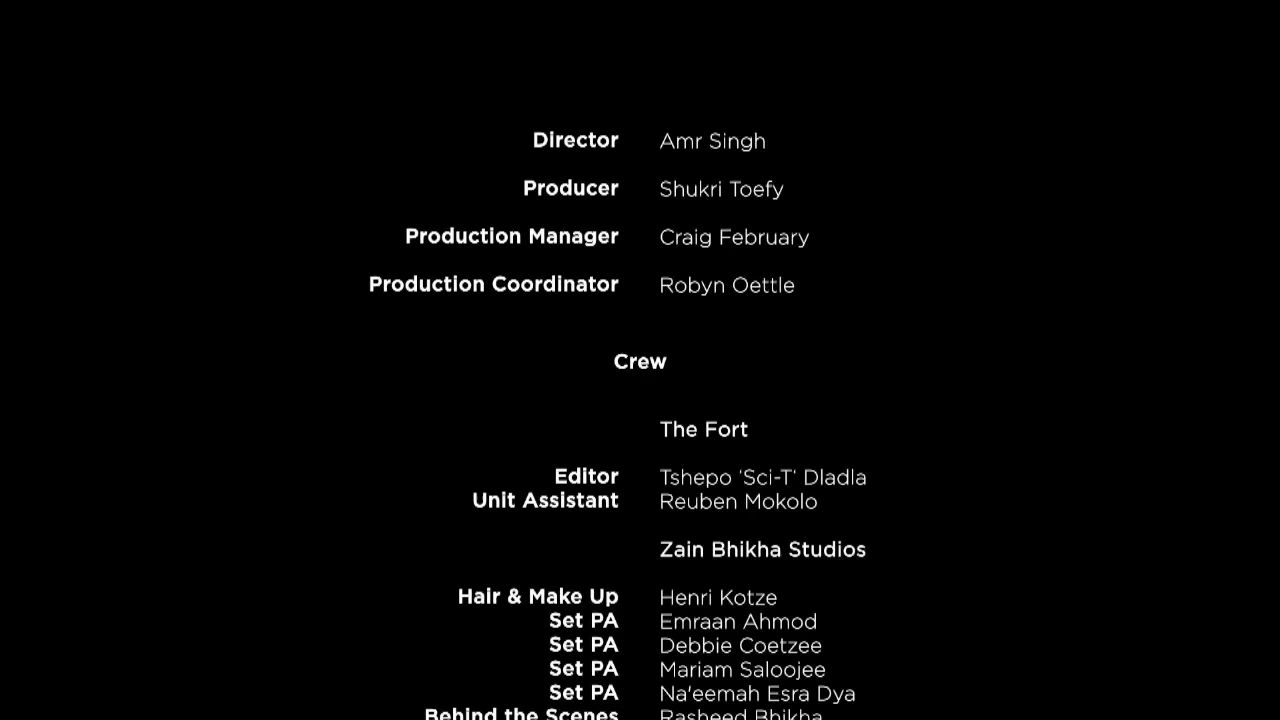 Director Amr Singh
Producer Shukri Toefy
Production Manager Craig February
Production Coordinator Robyn Oettle
Crew
The Fort
Editor Tshepo ‘Sci-T‘ Dladla
Unit Assistant Reuben Mokolo
Zain Bhikha Studios
Hair & Make Up Henri Kotze
Set PA Emraan Ahmod
Set PA Debbie Coetzee
Set PA Mariam Saloojee
Set PA Na'eemah Esra Dya
Behind the Scenes Rasheed Bhikha